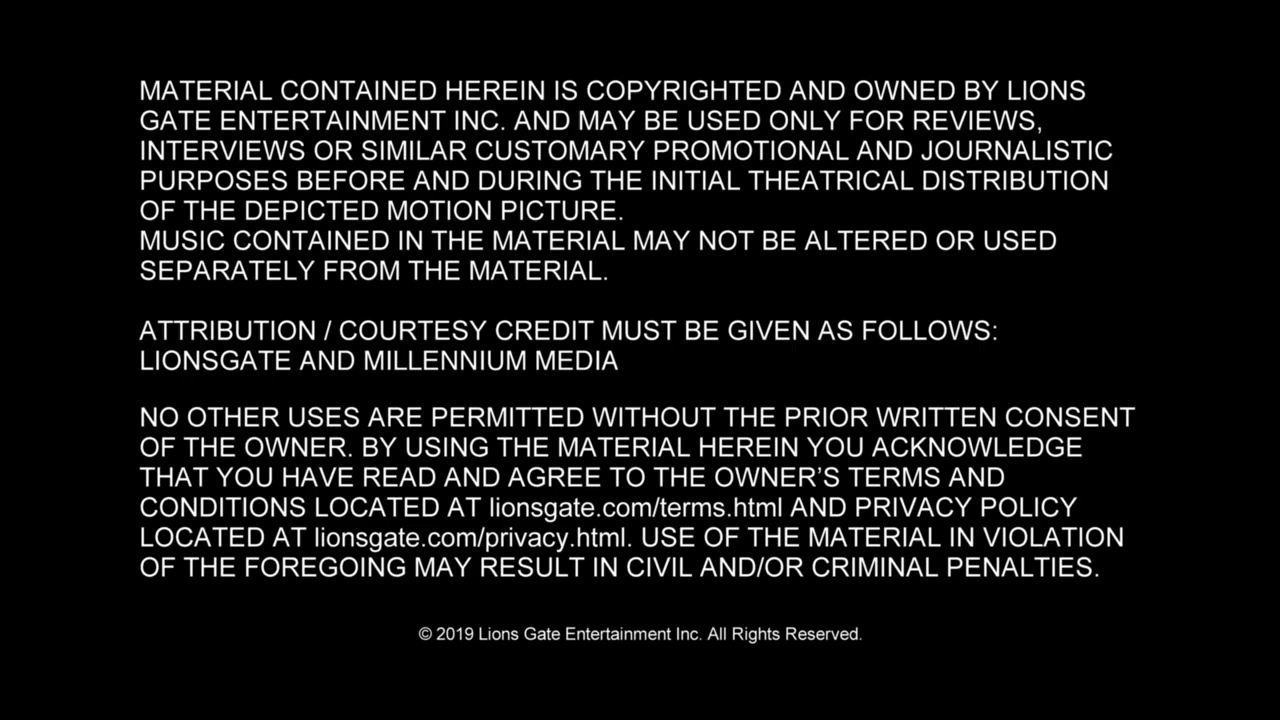 MATERIAL CONTAINED HEREIN IS COPYRIGHTED AND OWNED BY LIONS
GATE ENTERTAINMENT INC. AND MAY BE USED ONLY FOR REVIEWS,
INTERVIEWS OR SIMILAR CUSTOMARY PROMOTIONAL AND JOURNALISTIC
PURPOSES BEFORE AND DURING THE INITIAL THEATRICAL DISTRIBUTION
OF THE DEPICTED MOTION PICTURE.
MUSIC CONTAINED IN THE MATERIAL MAY NOT BE ALTERED OR USED
SEPARATELY FROM THE MATERIAL.
ATTRIBUTION / COURTESY CREDIT MUST BE GIVEN AS FOLLOWS:
LIONSGATE AND MILLENNIUM MEDIA
NO OTHER USES ARE PERMITTED WITHOUT THE PRIOR WRITTEN CONSENT
OF THE OWNER. BY USING THE MATERIAL HEREIN YOU ACKNOWLEDGE
THAT YOU HAVE READ AND AGREE TO THE OWNER’S TERMS AND
CONDITIONS LOCATED AT lionsgate.com/terms.html AND PRIVACY POLICY
LOCATED AT lionsgate.com/privacy.html. USE OF THE MATERIAL IN VIOLATION
OF THE FOREGOING MAY RESULT IN CIVIL AND/OR CRIMINAL PENALTIES.
© 2019 Lions Gate Entertainment Inc. All Rights Reserved.